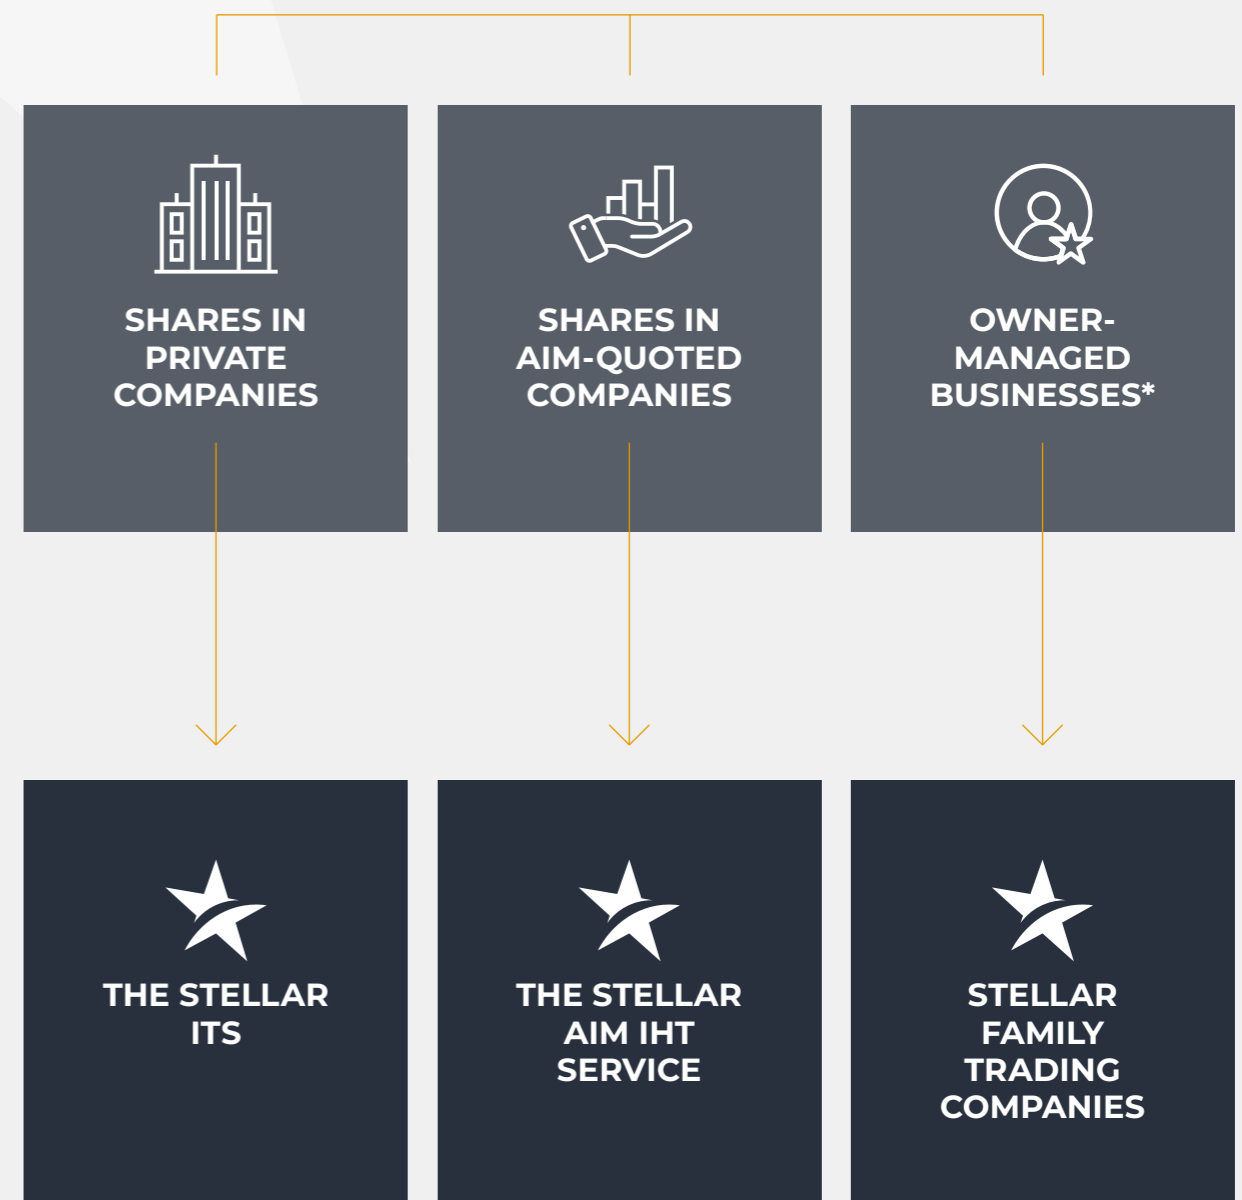 SHARES IN
PRIVATE
COMPANIES
SHARES IN
AIM-QUOTED
COMPANIES
OWNER-
MANAGED
BUSINESSES*
THE STELLAR
ITS
THE STELLAR
AIM IHT
SERVICE
STELLAR
FAMILY
TRADING
COMPANIES